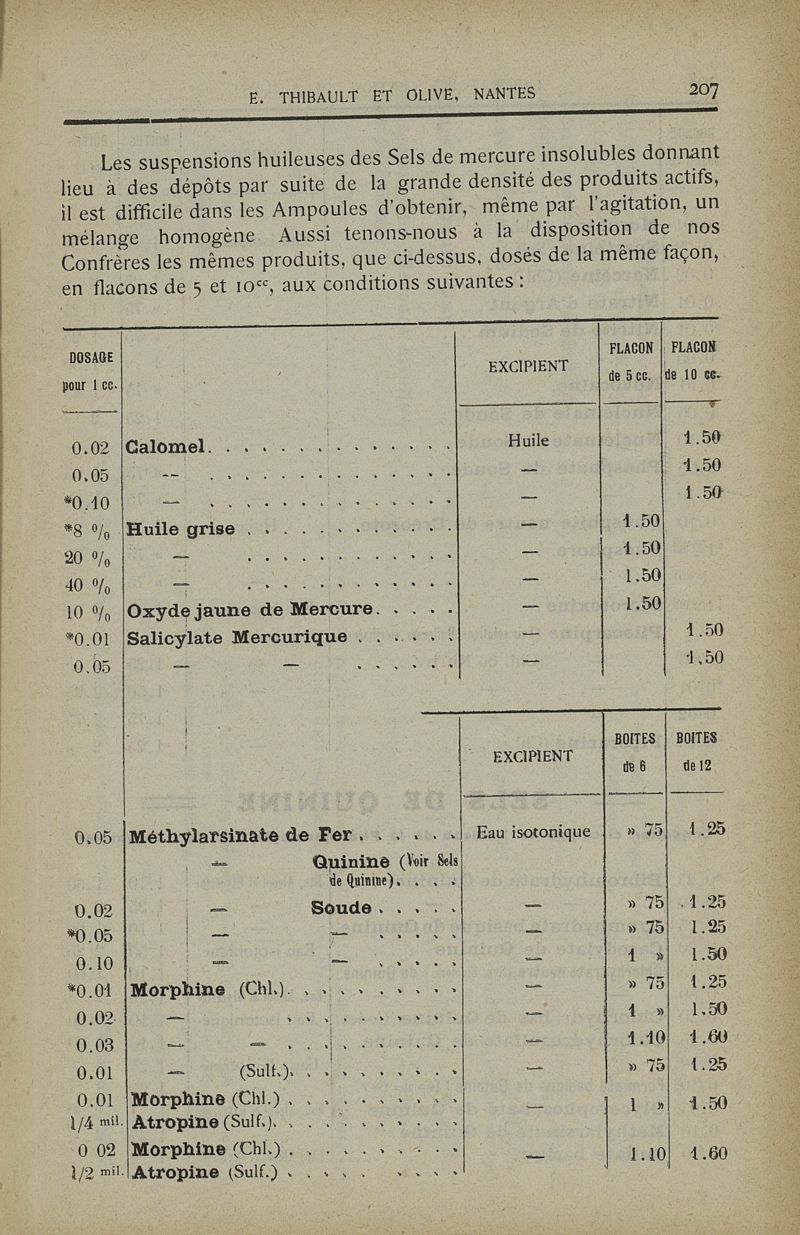 E. THIBAULT ET OLIVE, NANTES 207
Les suspensions huileuses des Sels de mercure insolubles donnant
lieu à des dépôts par suite de la grande densité des produits actifs,
il est difficile dans les Ampoules d'obtenir, même par l'agitation, un
mélange homogène Aussi tenons-nous à la disposition de nos
Confrères les mêmes produits, que ci-dessus, dosés de la même façon,
en flacons de 5 et 10cc, aux conditions suivantes :
DOSAGE
pour 1 cc.
EXCIPIENT
FLACON
de 5 cc.
FLACON
de 10 cc.
0.02 Calomel. . . . . . . . . . . . . . Huile 1.50
0.05 — . . . . . . . . . . . . . . — 1.50
*0.10 — . . . . . . . . . . . . . . — 1.50
*8 % Huile grise . . . . . . . . . . . . — 1.50
20 % — . . . . . . . . . . . . — 1.50
40 % — . . . . . . . . . . . . — 1.50
10 % Oxyde jaune de Mercure. . . . . — 1.50
*0.01 Salicylate Mercurique . . . . . . — 1.50
0.05 — — . . . . . . — 1.50
EXCIPIENT
BOITES
de 6
BOITES
de 12
0.05 Méthylarsinate de Fer . . . . . . Eau isotonique » 75 1.25
— Quinine (Voir Sels
de Quinine). . . .
0.02 — Soude . . . . . — » 75 1.25
*0.05 — — . . . . . — » 75 1.25
0.10 — — . . . . . — 1 » 1.50
*0.01 Morphine (Chl.). . . . . . . . . . — » 75 1.25
0.02 — . . . . . . . . . . — 1 » 1.50
0.03 — — . . . . . . . . . . — 1.10 1.60
0.01 — (Sulf.). . . . . . . . . . — » 75 1.25
0.01 Morphine (Chl.) . . . . . . . . . . — 1 » 1.50
1/4 mil. Atropine (Sulf.). . . . . . . . . . .
0 02 Morphine (Chl.) . . . . . . . . . . — 1.10 1.60
1/2 mil. Atropine (Sulf.) . . . . . . . . .